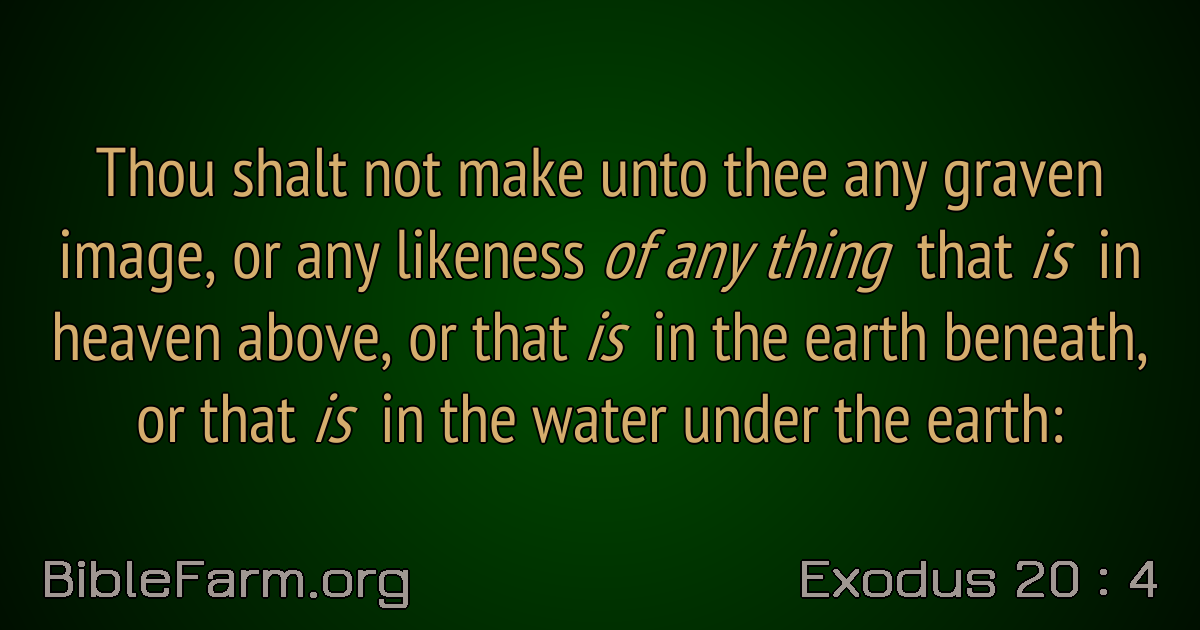 Thou shalt not make unto thee any graven
image, or any likeness of any thing that is in
heaven above, or that is in the earth beneath,
or that is in the water under the earth:
BibleFarm.org
Exodus 20 : 4